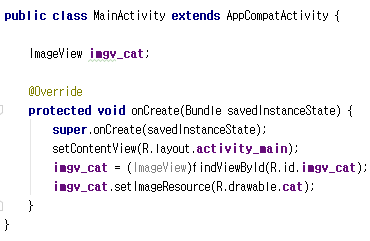 public class MainActivity extends AppCompatActivity {
ImageView imgv_cat;
@Override
protected void onCreate(Bundle savedInstanceState) {
super.onCreate(savedInstanceState);
setContentView(R.layout.activity_main);
imgv_cat = (ImageView)findViewById(R.id.imgv_cat);
imgv_cat.setImageResource(R.drawable.cat);
}
}